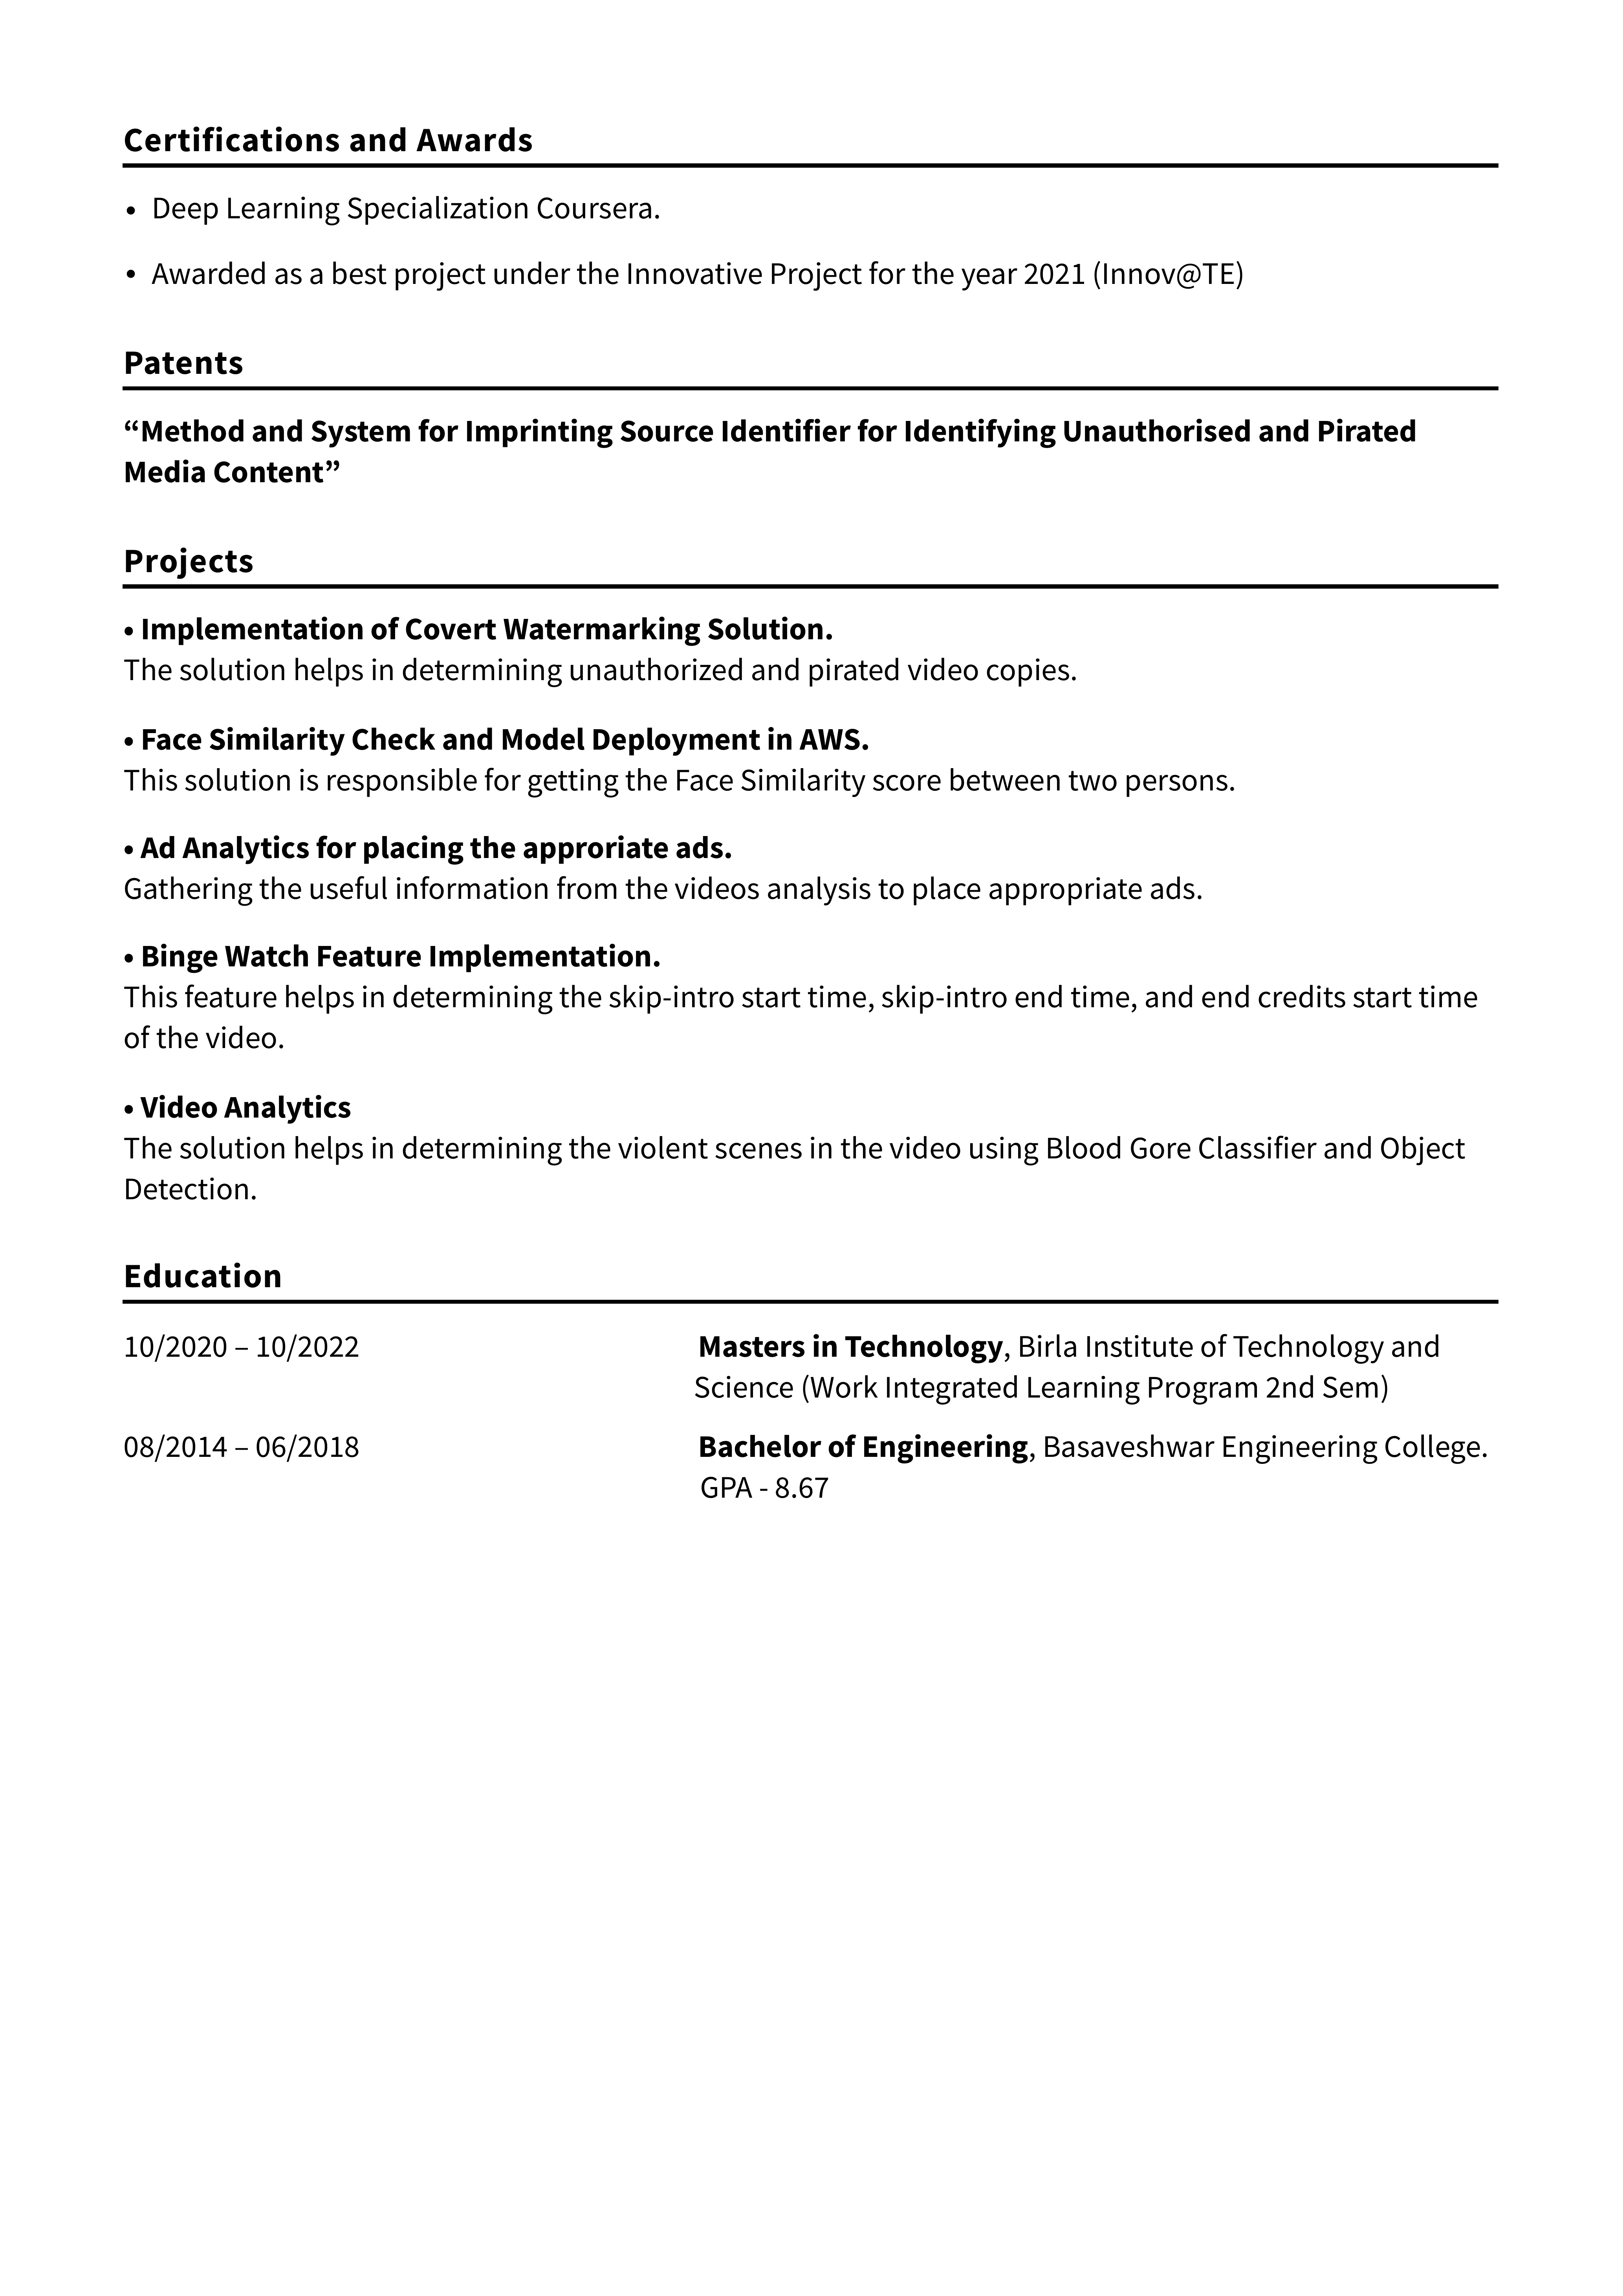 Certifications and Awards
• Deep Learning Specialization Coursera.
• Awarded as a best project under the Innovative Project for the year 2021 (Innov@TE)
Patents
“Method and System for Imprinting Source Identifier for Identifying Unauthorised and Pirated
Media Content”
Projects
• Implementation of Covert Watermarking Solution.
The solution helps in determining unauthorized and pirated video copies.
• Face Similarity Check and Model Deployment in AWS.
This solution is responsible for getting the Face Similarity score between two persons.
• Ad Analytics for placing the approriate ads.
Gathering the useful information from the videos analysis to place appropriate ads.
• Binge Watch Feature Implementation.
This feature helps in determining the skip-intro start time, skip-intro end time, and end credits start time
of the video.
• Video Analytics
The solution helps in determining the violent scenes in the video using Blood Gore Classifier and Object
Detection.
Education
10/2020 – 10/2022 Masters in Technology, Birla Institute of Technology and
Science (Work Integrated Learning Program 2nd Sem)
08/2014 – 06/2018 Bachelor of Engineering, Basaveshwar Engineering College.
GPA - 8.67